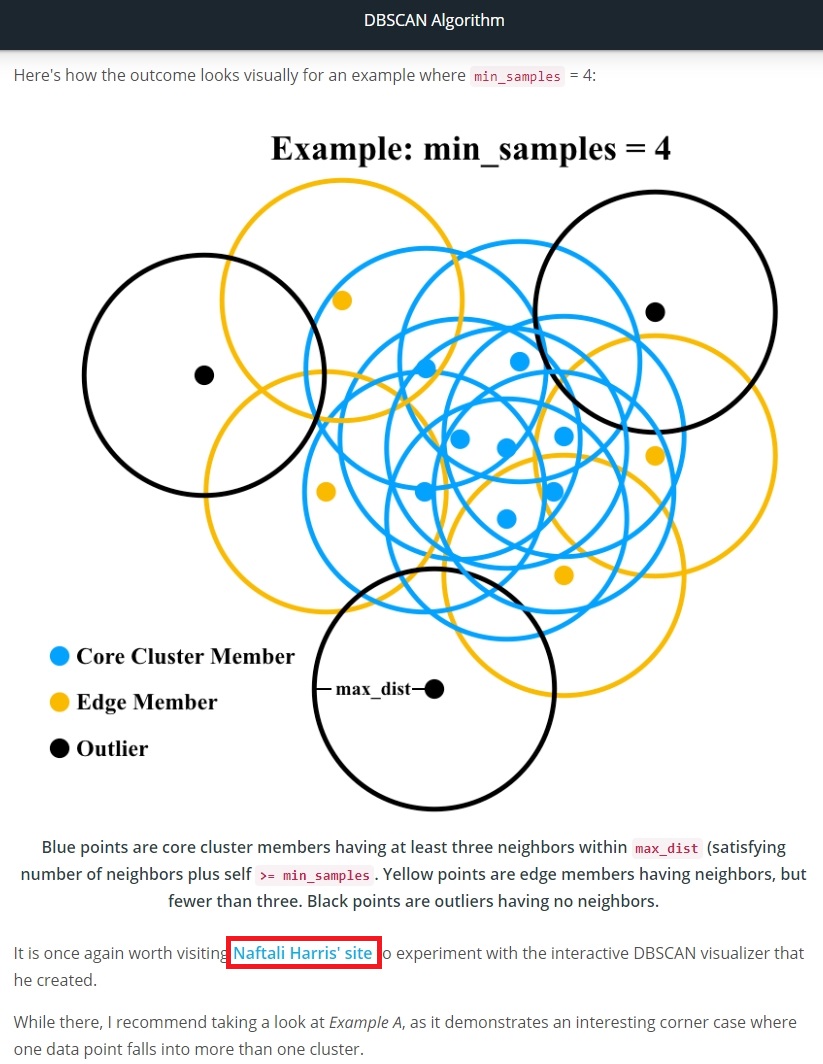 DBSCAN Algorithm
Here's how the outcome looks visually for an example where min_samples = 4:
Example: min_samples = 4
max_dist
Core Cluster Member
Edge Member
Outlier
Blue points are core cluster members having at least three neighbors within max_dist (satisfying
number of neighbors plus self >= min_samples. Yellow points are edge members having neighbors, but
fewer than three. Black points are outliers having no neighbors.
It is once again worth visiting Naftali Harris' site o experiment with the interactive DBSCAN visualizer that
he created.
While there, I recommend taking a look at Example A, as it demonstrates an interesting corner case where
one data point falls into more than one cluster.